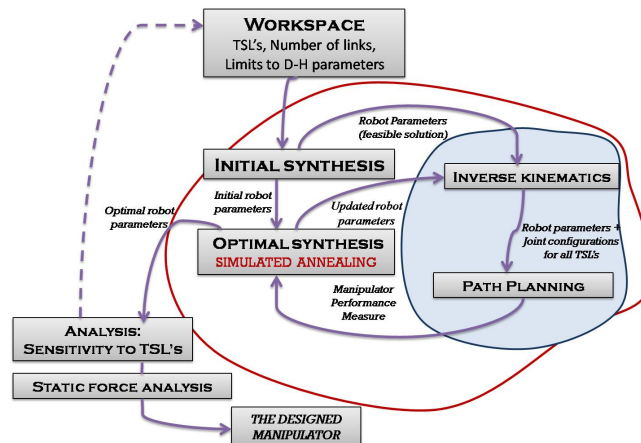 WORKSPACE
TSL's, Number of links,
Limits to D-H parameters
Robot Parameters
(feasible solution)
INITIAL SYNTHESIS
INVERSE KINEMATICS
Initial robot
parameters
Updated robot
parameters
Optimal robot
parameters
OPTIMAL SYNTHESIS
SIMULATED ANNEALING
Robot parameters +
Joint configurations
for all TSL's
PATH PLANNING
Manipulator
Performance
Measure
ANALYSIS:
SENSITIVITY TO TSL'S
STATIC FORCE ANALYSIS
THE DESIGNED
MANIPULATOR